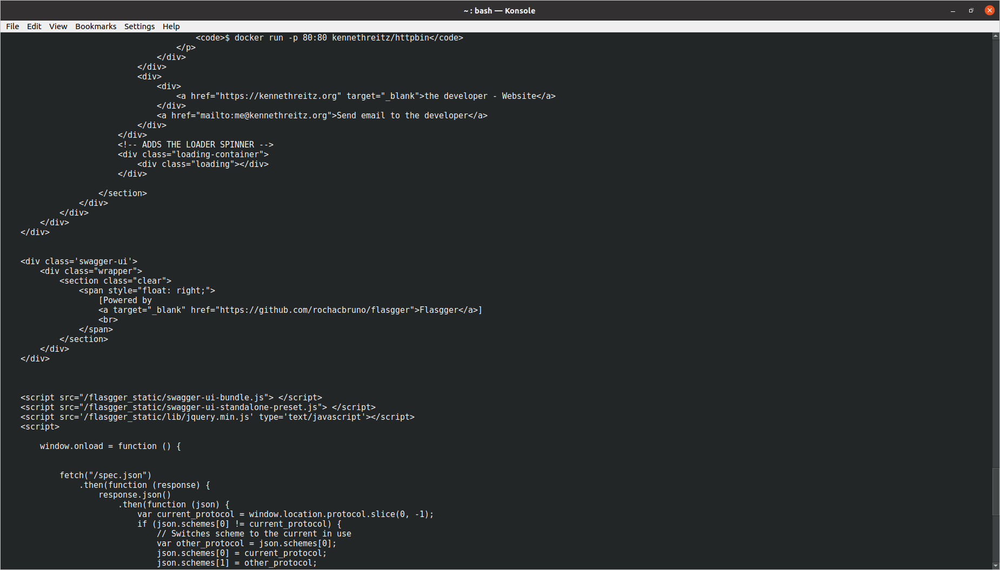 ~ : bash — Konsole
File Edit View Bookmarks Settings Help
<code>$ docker run -p 80:80 kennethreitz/httpbin</code>
</p>
</div>
</div>
<div>
<div>
<a href="https://kennethreitz.org" target="_blank">the developer - Website</a>
</div>
<a href="mailto:me@kennethreitz.org">Send email to the developer</a>
</div>
</div>
<!-- ADDS THE LOADER SPINNER -->
<div class="loading-container">
<div class="loading"></div>
</div>
</section>
</div>
</div>
</div>
</div>
<div class='swagger-ui'>
<div class="wrapper">
<section class="clear">
<span style="float: right;">
[Powered by
<a target="_blank" href="https://github.com/rochacbruno/flasgger">Flasgger</a>]
<br>
</span>
</section>
</div>
</div>
<script src="/flasgger_static/swagger-ui-bundle.js"> </script>
<script src="/flasgger_static/swagger-ui-standalone-preset.js"> </script>
<script src='/flasgger_static/lib/jquery.min.js' type='text/javascript'></script>
<script>
window.onload = function () {
fetch("/spec.json")
.then(function (response) {
response.json()
.then(function (json) {
var current_protocol = window.location.protocol.slice(0, -1);
if (json.schemes[0] != current_protocol) {
// Switches scheme to the current in use
var other_protocol = json.schemes[0];
json.schemes[0] = current_protocol;
json.schemes[1] = other_protocol;